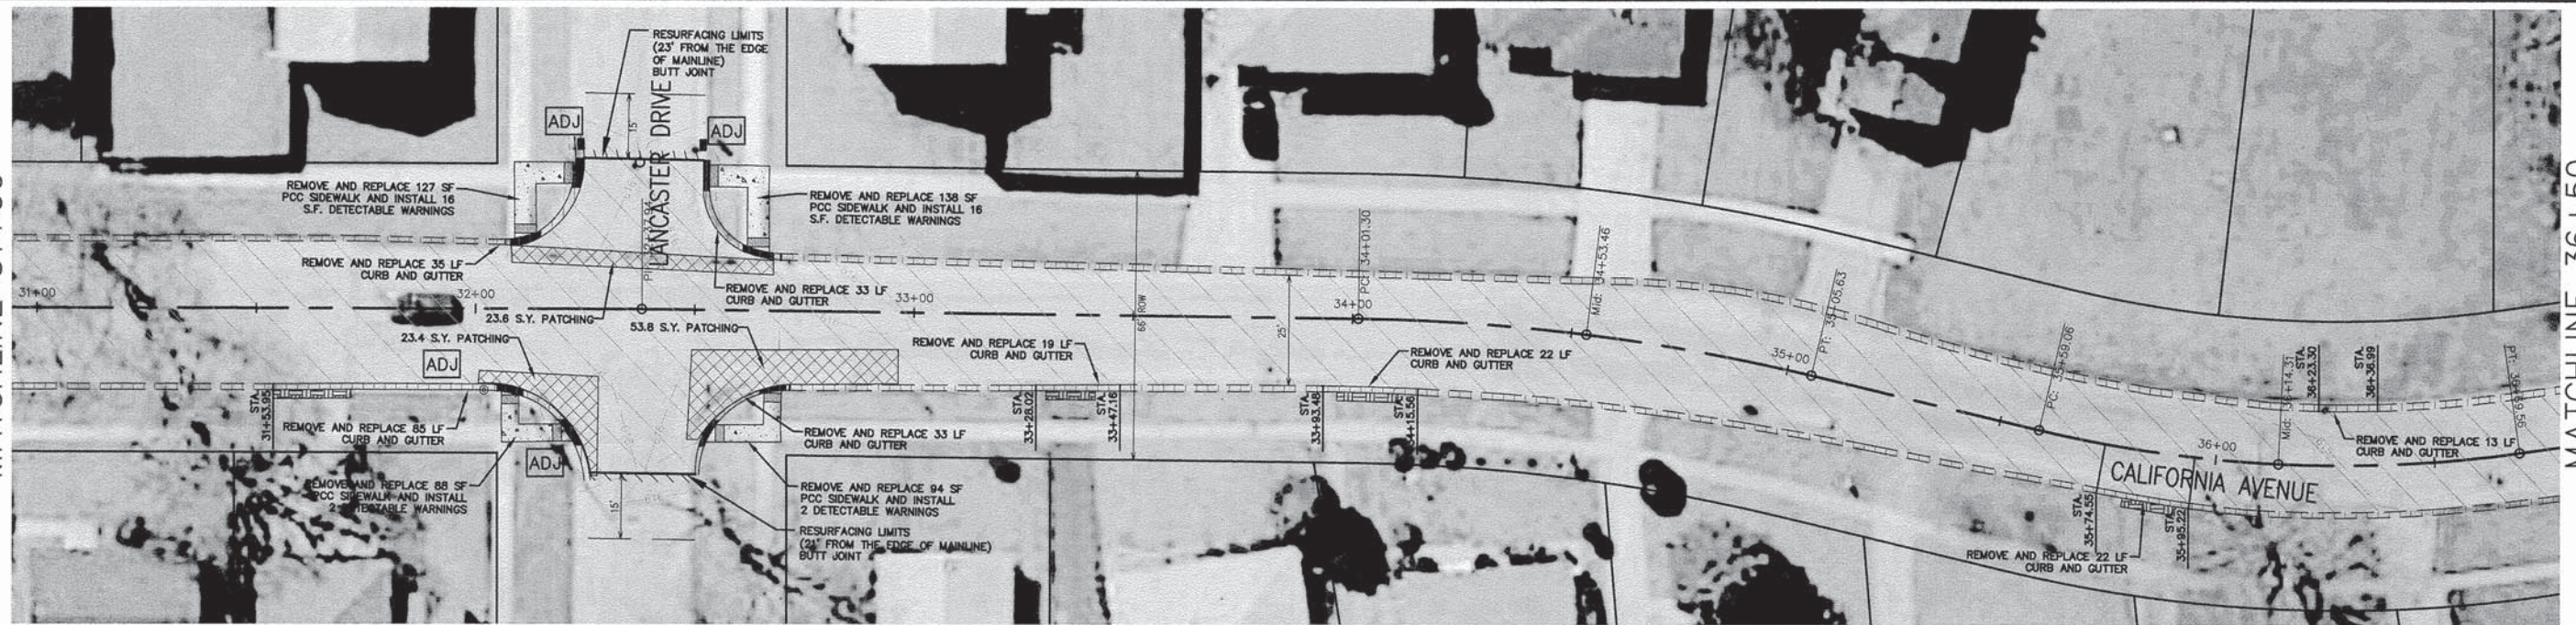 RESURFACING LIMITS
(23' FROM THE EDGE
OF MAINLINE)
BUTT JOINT
LANCASTER DRIVE
15'
ADJ
ADJ
REMOVE AND REPLACE 127 SF
PCC SIDEWALK AND INSTALL 16
S.F. DETECTABLE WARNINGS
REMOVE AND REPLACE 138 SF
PCC SIDEWALK AND INSTALL 16
S.F. DETECTABLE WARNINGS
REMOVE AND REPLACE 35 LF
CURB AND GUTTER
REMOVE AND REPLACE 33 LF
CURB AND GUTTER
31+00
32+00
33+00
34+00
35+00
36+00
PC: 34+01.30
Mid: 34+53.46
PT: 35+05.63
PC: 35+59.06
Mid: 36+14.31
23.6 S.Y. PATCHING
53.8 S.Y. PATCHING
23.4 S.Y. PATCHING
ADJ
66' ROW
25'
REMOVE AND REPLACE 19 LF
CURB AND GUTTER
REMOVE AND REPLACE 22 LF
CURB AND GUTTER
STA.
31+53.95
STA.
33+28.02
STA.
33+47.16
STA.
33+93.48
STA.
34+15.56
STA.
36+23.30
STA.
36+36.99
REMOVE AND REPLACE 85 LF
CURB AND GUTTER
REMOVE AND REPLACE 33 LF
CURB AND GUTTER
REMOVE AND REPLACE 13 LF
CURB AND GUTTER
ADJ
REMOVE AND REPLACE 88 SF
PCC SIDEWALK AND INSTALL
2 DETECTABLE WARNINGS
REMOVE AND REPLACE 94 SF
PCC SIDEWALK AND INSTALL
2 DETECTABLE WARNINGS
15'
RESURFACING LIMITS
(21' FROM THE EDGE OF MAINLINE)
BUTT JOINT
CALIFORNIA AVENUE
STA.
35+74.55
STA.
35+95.22
REMOVE AND REPLACE 22 LF
CURB AND GUTTER
MATCHLINE 36+50